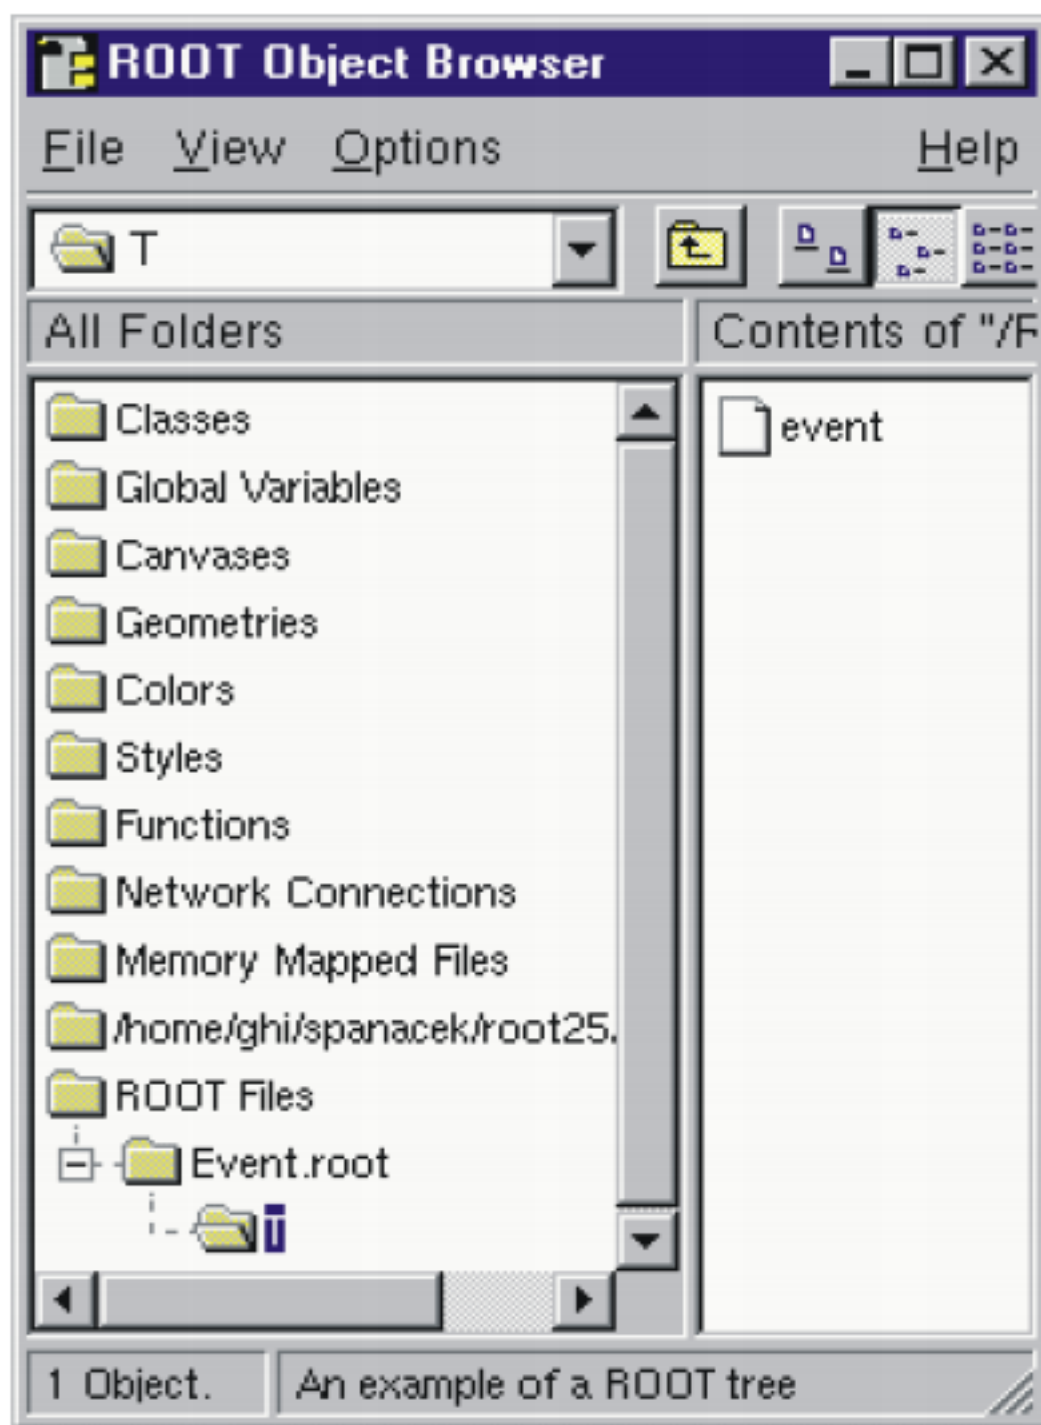 ROOT Object Browser
File View Options Help
T
All Folders Contents of "/R
Classes
event
Global Variables
Canvases
Geometries
Colors
Styles
Functions
Network Connections
Memory Mapped Files
/home/ghi/spanacek/root25.
ROOT Files
Event.root
T
1 Object. An example of a ROOT tree